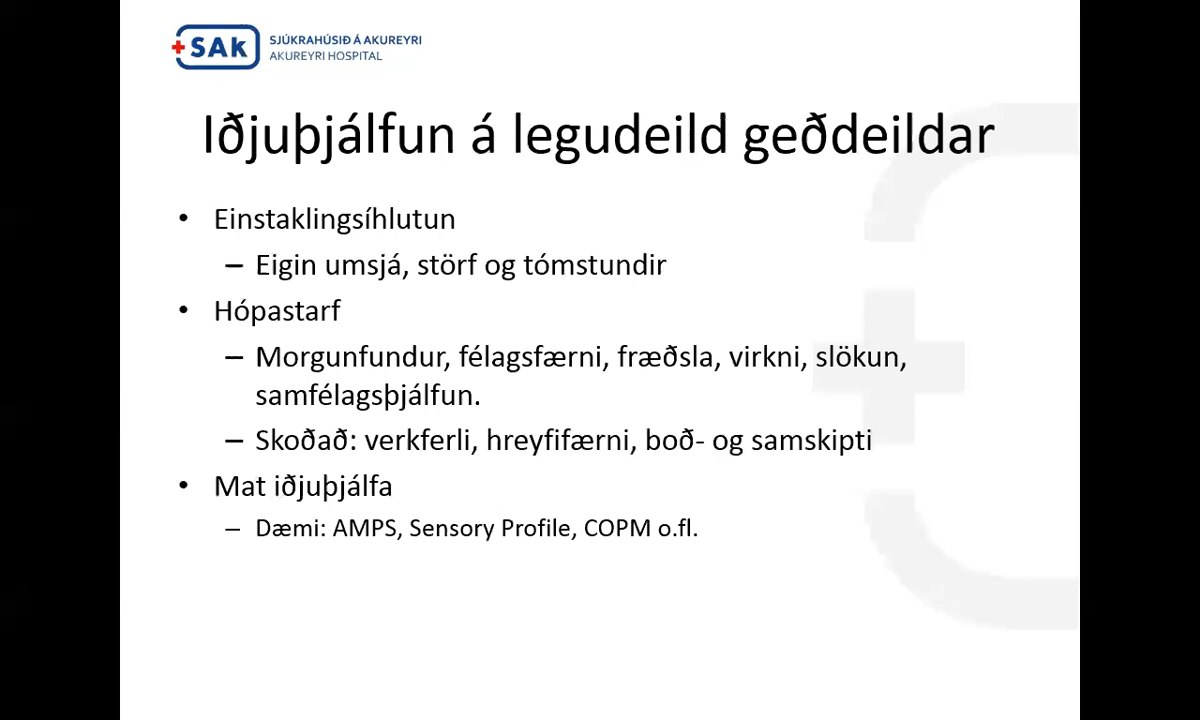 SAk
SJÚKRAHÚSIÐ Á AKUREYRI
AKUREYRI HOSPITAL
Iðjuþjálfun á legudeild geðdeildar
• Einstaklingsíhlutun
– Eigin umsjá, störf og tómstundir
• Hópastarf
– Morgunfundur, félagsfærni, fræðsla, virkni, slökun,
samfélagsþjálfun.
– Skoðað: verkferli, hreyfifærni, boð- og samskipti
• Mat iðjuþjálfa
– Dæmi: AMPS, Sensory Profile, COPM o.fl.